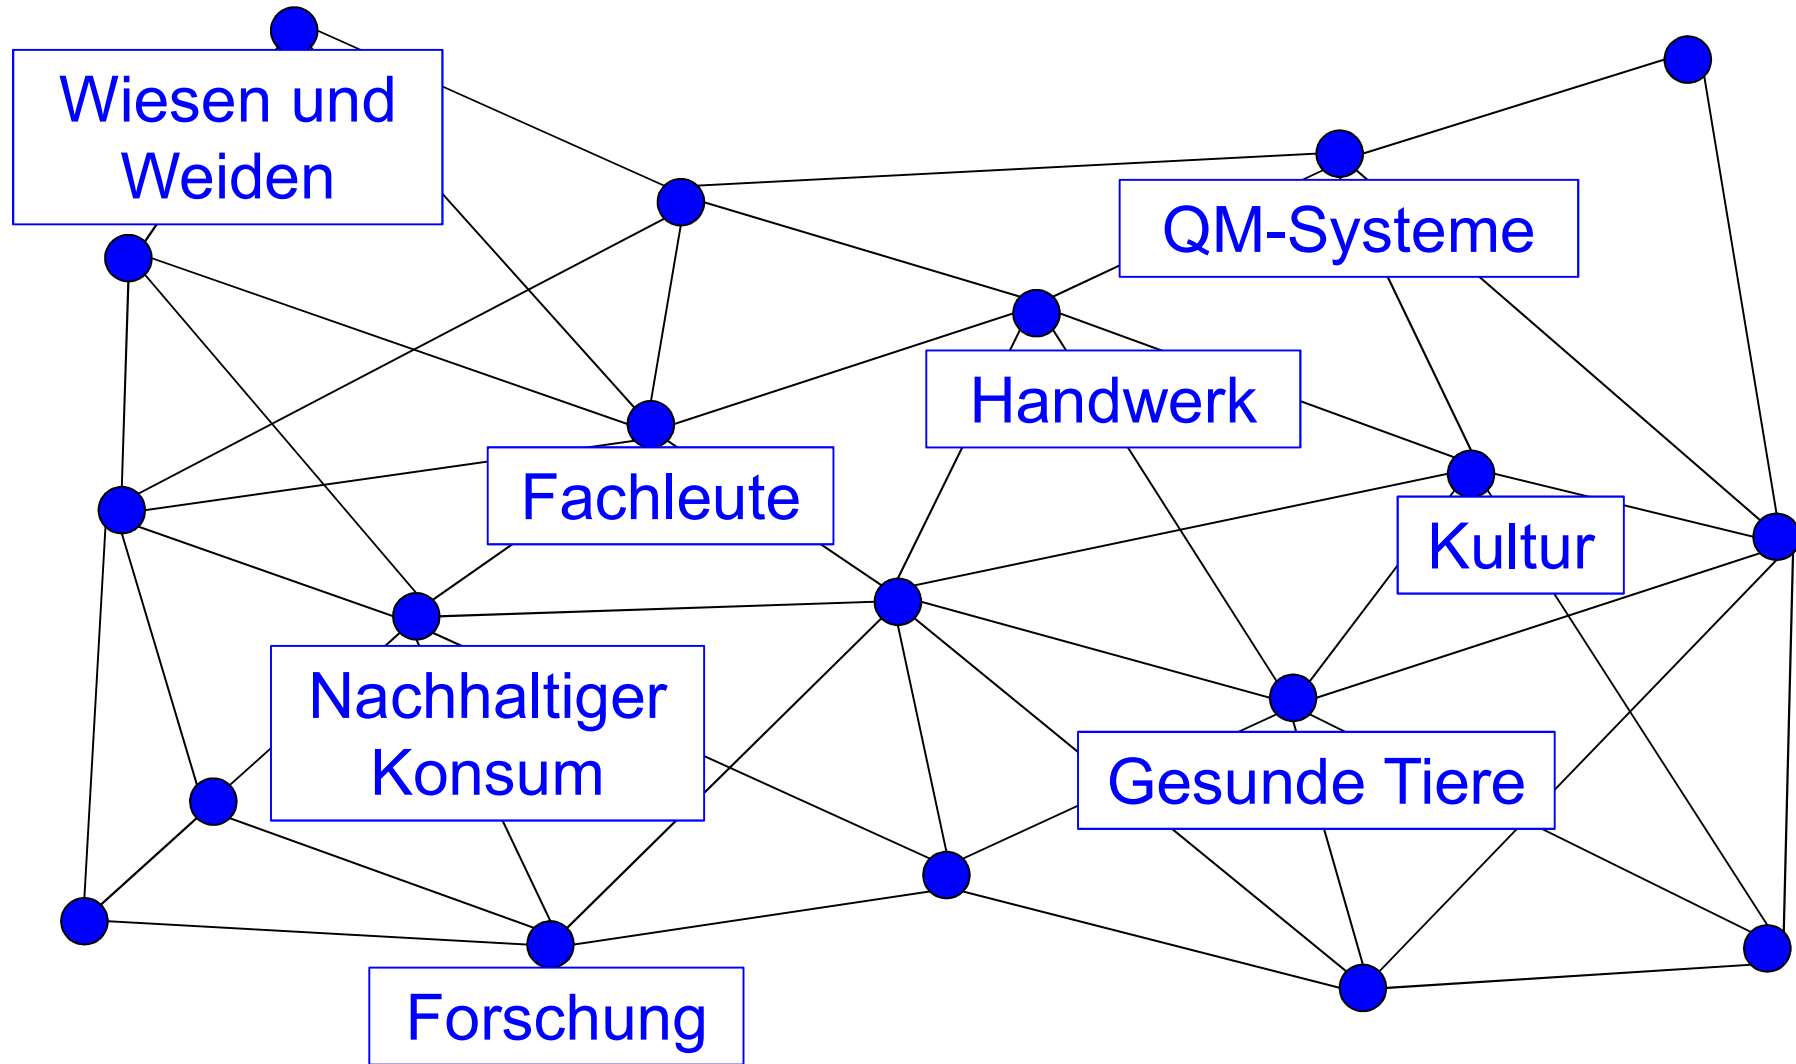 Wiesen und
Weiden
QM-Systeme
Handwerk
Fachleute
Kultur
Nachhaltiger
Konsum
Gesunde Tiere
Forschung